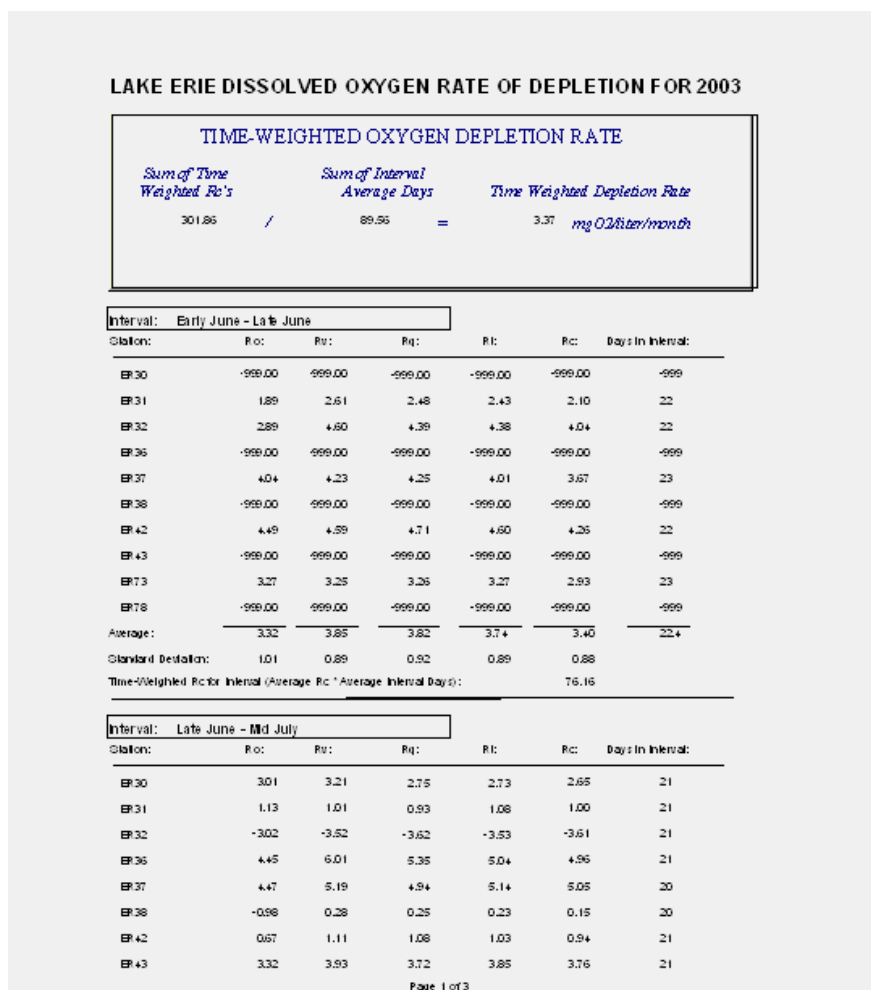 LAKE ERIE DISSOLVED OXYGEN RATE OF DEPLETION FOR 2003
TIME-WEIGHTED OXYGEN DEPLETION RATE
Sum of Time Sum of Interval
Weighted Rc's Average Days Time Weighted Depletion Rate
301.86 / 89.56 = 3.37 mg O2/liter/month
Interval: Early June - Late June
Station: Ro: Rv: Rq: Rt: Rc: Days in Interval:
ER30 -999.00 -999.00 -999.00 -999.00 -999.00 -999
ER31 1.89 2.61 2.48 2.43 2.10 22
ER32 2.89 4.60 4.39 4.38 4.04 22
ER36 -999.00 -999.00 -999.00 -999.00 -999.00 -999
ER37 4.04 4.23 4.25 4.01 3.67 23
ER38 -999.00 -999.00 -999.00 -999.00 -999.00 -999
ER42 4.49 4.59 4.71 4.60 4.26 22
ER43 -999.00 -999.00 -999.00 -999.00 -999.00 -999
ER73 3.27 3.25 3.26 3.27 2.93 23
ER78 -999.00 -999.00 -999.00 -999.00 -999.00 -999
Average: 3.32 3.85 3.82 3.74 3.40 22.4
Standard Deviation: 1.01 0.89 0.92 0.89 0.88
Time-Weighted Rc for Interval (Average Rc * Average Interval Days): 76.16
Interval: Late June - Mid July
Station: Ro: Rv: Rq: Rt: Rc: Days in Interval:
ER30 3.01 3.21 2.75 2.73 2.65 21
ER31 1.13 1.01 0.93 1.08 1.00 21
ER32 -3.02 -3.52 -3.62 -3.53 -3.61 21
ER36 4.45 6.01 5.35 5.04 4.96 21
ER37 4.47 5.19 4.94 5.14 5.05 20
ER38 -0.98 0.28 0.25 0.23 0.15 20
ER42 0.67 1.11 1.08 1.03 0.94 21
ER43 3.32 3.93 3.72 3.85 3.76 21
Page 1 of 3